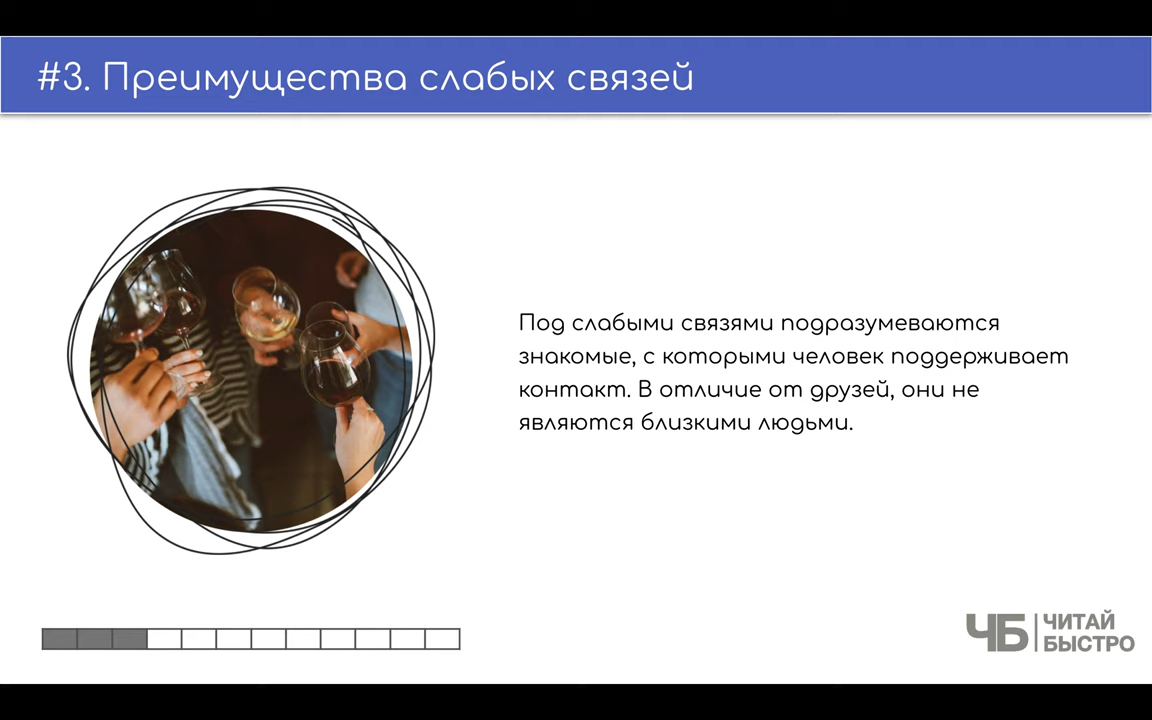 #3. Преимущества слабых связей
Под слабыми связями подразумеваются
знакомые, с которыми человек поддерживает
контакт. В отличие от друзей, они не
являются близкими людьми.
ЧБ
ЧИТАЙ
БЫСТРО